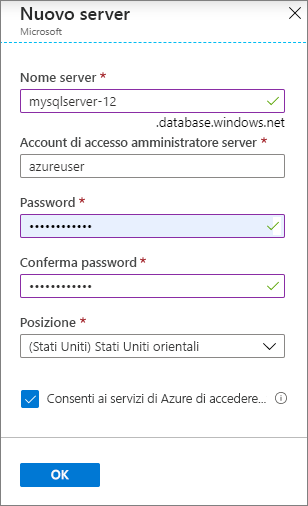 Nuovo server
Microsoft
Nome server *
mysqlserver-12
.database.windows.net
Account di accesso amministratore server *
azureuser
Password *
••••••••••••
Conferma password *
••••••••••••
Posizione *
(Stati Uniti) Stati Uniti orientali
Consenti ai servizi di Azure di accedere...
OK